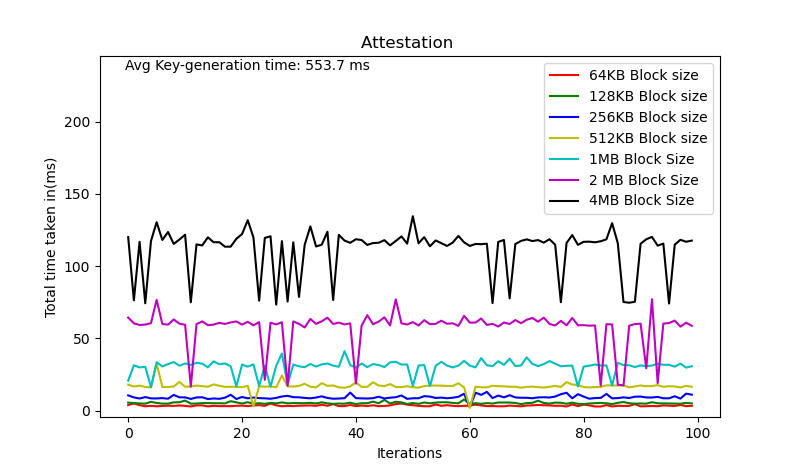 Attestation
Avg Key-generation time: 553.7 ms
64KB Block size
128KB Block size
256KB Block size
512KB Block size
1MB Block Size
2 MB Block Size
4MB Block Size
Total time taken in(ms)
200
150
100
50
0
0 20 40 60 80 100
Iterations